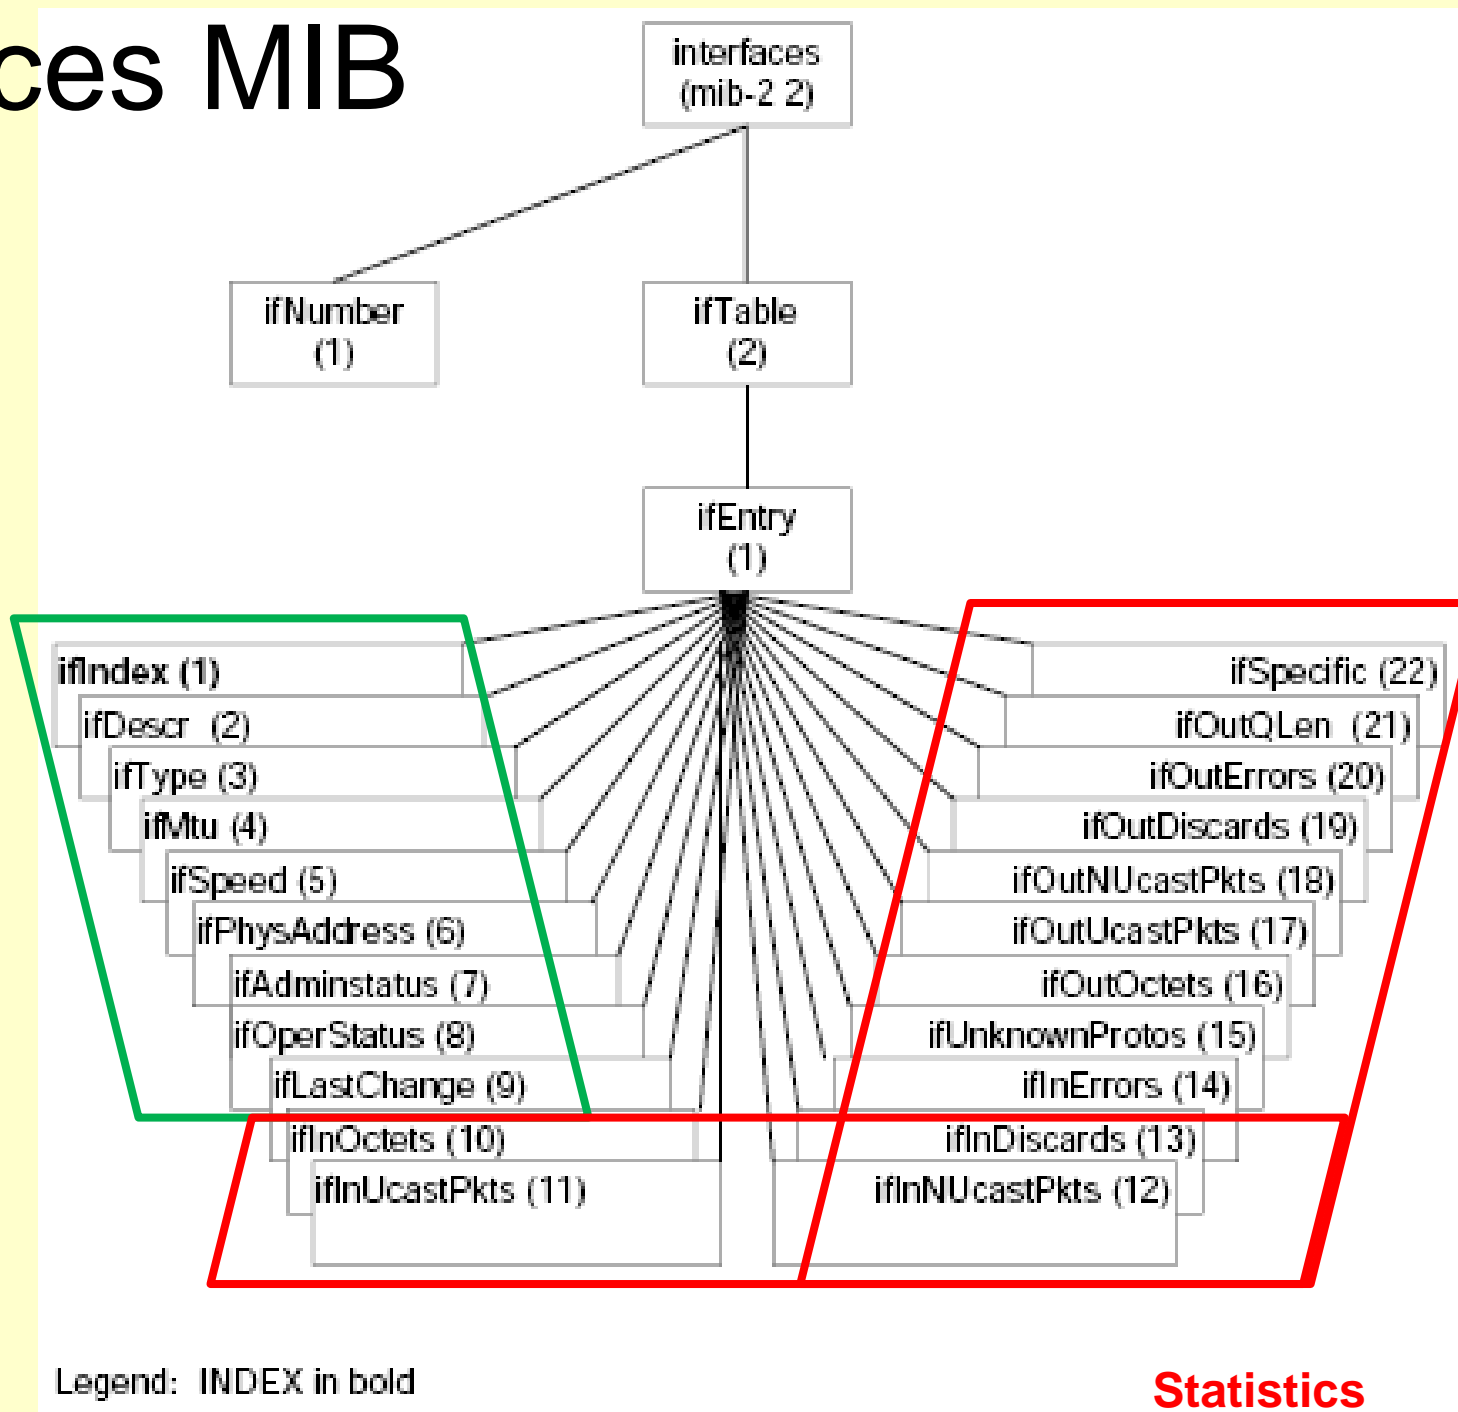 ces MIB
interfaces
(mib-2 2)
ifNumber
(1)
ifTable
(2)
ifEntry
(1)
ifIndex (1)
ifDescr (2)
ifType (3)
ifMtu (4)
ifSpeed (5)
ifPhysAddress (6)
ifAdminstatus (7)
ifOperStatus (8)
ifLastChange (9)
ifInOctets (10)
ifInUcastPkts (11)
ifSpecific (22)
ifOutQLen (21)
ifOutErrors (20)
ifOutDiscards (19)
ifOutNUcastPkts (18)
ifOutUcastPkts (17)
ifOutOctets (16)
ifUnknownProtos (15)
ifInErrors (14)
ifInDiscards (13)
ifInNUcastPkts (12)
Legend: INDEX in bold
Statistics